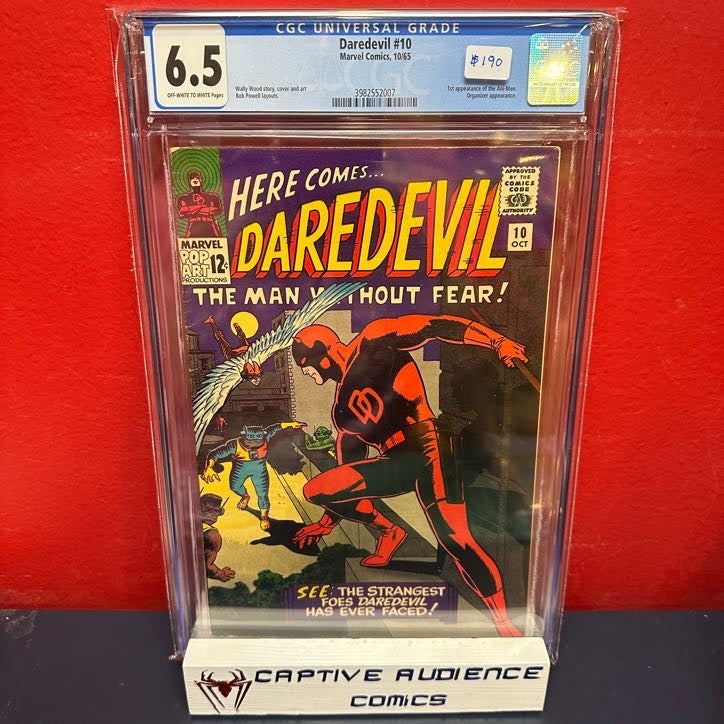 CGC UNIVERSAL GRADE
6.5
OFF-WHITE TO WHITE Pages
Daredevil #10
Marvel Comics, 10/65
$190
Wally Wood story, cover and art
Bob Powell layouts
3982552007
1st appearance of the Ani-Men.
Organizer appearance.
CGC
HERE COMES...
DAREDEVIL
THE MAN WITHOUT FEAR!
APPROVED
BY THE
COMICS
CODE
AUTHORITY
MARVEL
POP
ART
PRODUCTIONS
12¢
10
OCT
IND.
DD
SEE: THE STRANGEST
FOES DAREDEVIL
HAS EVER FACED!
CAPTIVE AUDIENCE
COMICS